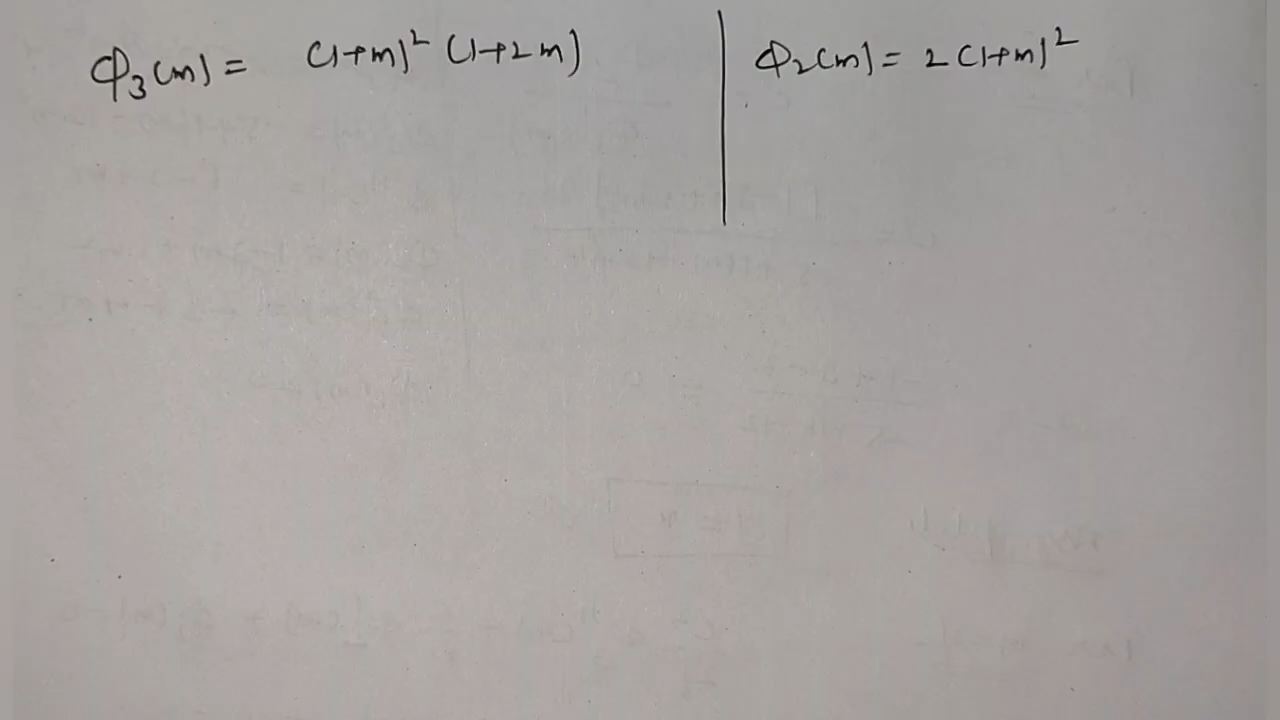 φ₃(m) = (1+m)² (1+2m)
φ₂(m) = 2(1+m)²